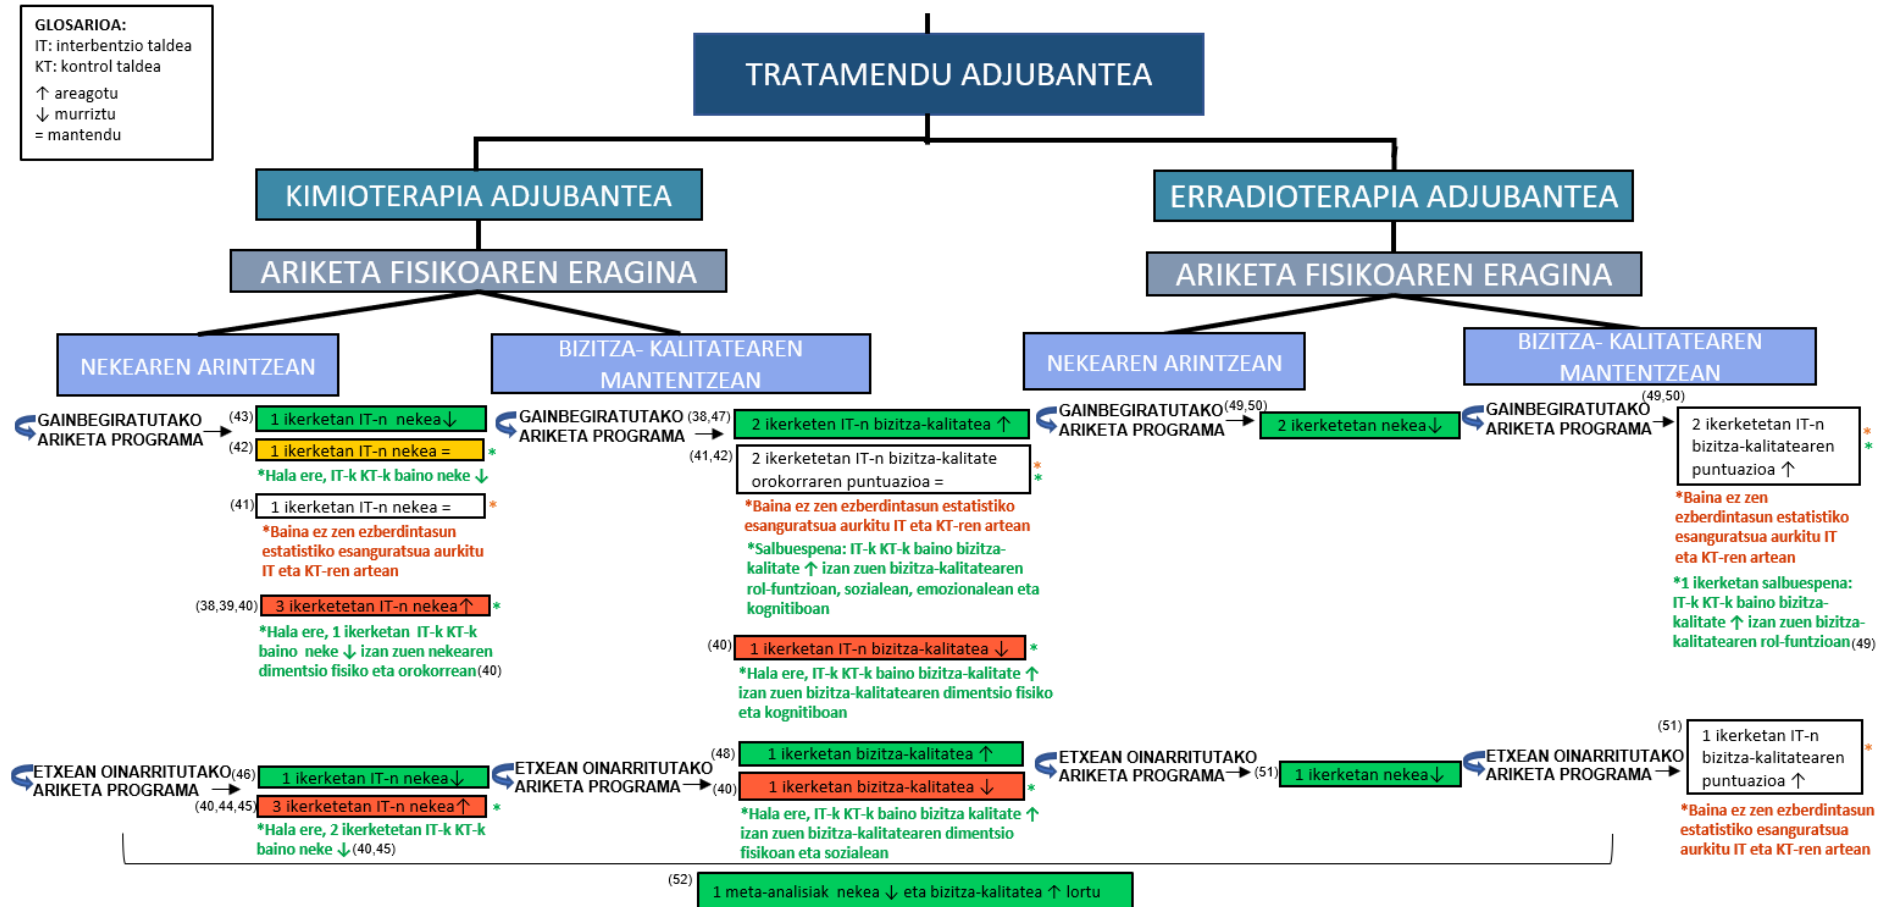 GLOSARIOA:
IT: interbentzio taldea
KT: kontrol taldea
↑ areagotu
↓ murriztu
= mantendu
TRATAMENDU ADJUBANTEA
KIMIOTERAPIA ADJUBANTEA
ARIKETA FISIKOAREN ERAGINA
NEKEAREN ARINTZEAN
GAINBEGIRATUTAKO
ARIKETA PROGRAMA
(43)
1 ikerketan IT-n nekea↓
(42)
1 ikerketan IT-n nekea = *
*Hala ere, IT-k KT-k baino neke ↓
(41)
1 ikerketan IT-n nekea = *
*Baina ez zen ezberdintasun
estatistiko esanguratsua aurkitu
IT eta KT-ren artean
(38,39,40)
3 ikerketetan IT-n nekea↑ *
*Hala ere, 1 ikerketan IT-k KT-k
baino neke ↓ izan zuen nekearen
dimentsio fisiko eta orokorrean (40)
ETXEAN OINARRITUTAKO
ARIKETA PROGRAMA
(46)
1 ikerketan IT-n nekea↓
(40,44,45)
3 ikerketetan IT-n nekea↑ *
*Hala ere, 2 ikerketetan IT-k KT-k
baino neke ↓ (40,45)
BIZITZA- KALITATEAREN
MANTENTZEAN
GAINBEGIRATUTAKO
ARIKETA PROGRAMA
(38,47)
2 ikerketen IT-n bizitza-kalitatea ↑
(41,42)
2 ikerketetan IT-n bizitza-kalitate
orokorraren puntuazioa =
*
*
*Baina ez zen ezberdintasun estatistiko
esanguratsua aurkitu IT eta KT-ren artean
*Salbuespena: IT-k KT-k baino bizitza-
kalitate ↑ izan zuen bizitza-kalitatearen
rol-funtzioan, sozialean, emozionalean eta
kognitiboan
(40)
1 ikerketan IT-n bizitza-kalitatea ↓ *
*Hala ere, IT-k KT-k baino bizitza-kalitate ↑
izan zuen bizitza-kalitatearen dimentsio fisiko
eta kognitiboan
ETXEAN OINARRITUTAKO
ARIKETA PROGRAMA
(48)
1 ikerketan bizitza-kalitatea ↑
(40)
1 ikerketan bizitza-kalitatea ↓ *
*Hala ere, IT-k KT-k baino bizitza kalitate ↑
izan zuen bizitza-kalitatearen dimentsio
fisikoan eta sozialean
ERRADIOTERAPIA ADJUBANTEA
ARIKETA FISIKOAREN ERAGINA
NEKEAREN ARINTZEAN
GAINBEGIRATUTAKO
ARIKETA PROGRAMA
(49,50)
2 ikerketetan nekea↓
ETXEAN OINARRITUTAKO
ARIKETA PROGRAMA
(51)
1 ikerketan nekea↓
BIZITZA- KALITATEAREN
MANTENTZEAN
GAINBEGIRATUTAKO
ARIKETA PROGRAMA
(49,50)
2 ikerketetan IT-n
bizitza-kalitatearen
puntuazioa ↑
*
*
*Baina ez zen
ezberdintasun estatistiko
esanguratsua aurkitu IT
eta KT-ren artean
*1 ikerketan salbuespena:
IT-k KT-k baino bizitza-
kalitate ↑ izan zuen bizitza-
kalitatearen rol-funtzioan (49)
ETXEAN OINARRITUTAKO
ARIKETA PROGRAMA
(51)
1 ikerketan IT-n
bizitza-kalitatearen
puntuazioa ↑
*
*Baina ez zen ezberdintasun
estatistiko esanguratsua
aurkitu IT eta KT-ren artean
(52)
1 meta-analisiak nekea ↓ eta bizitza-kalitatea ↑ lortu